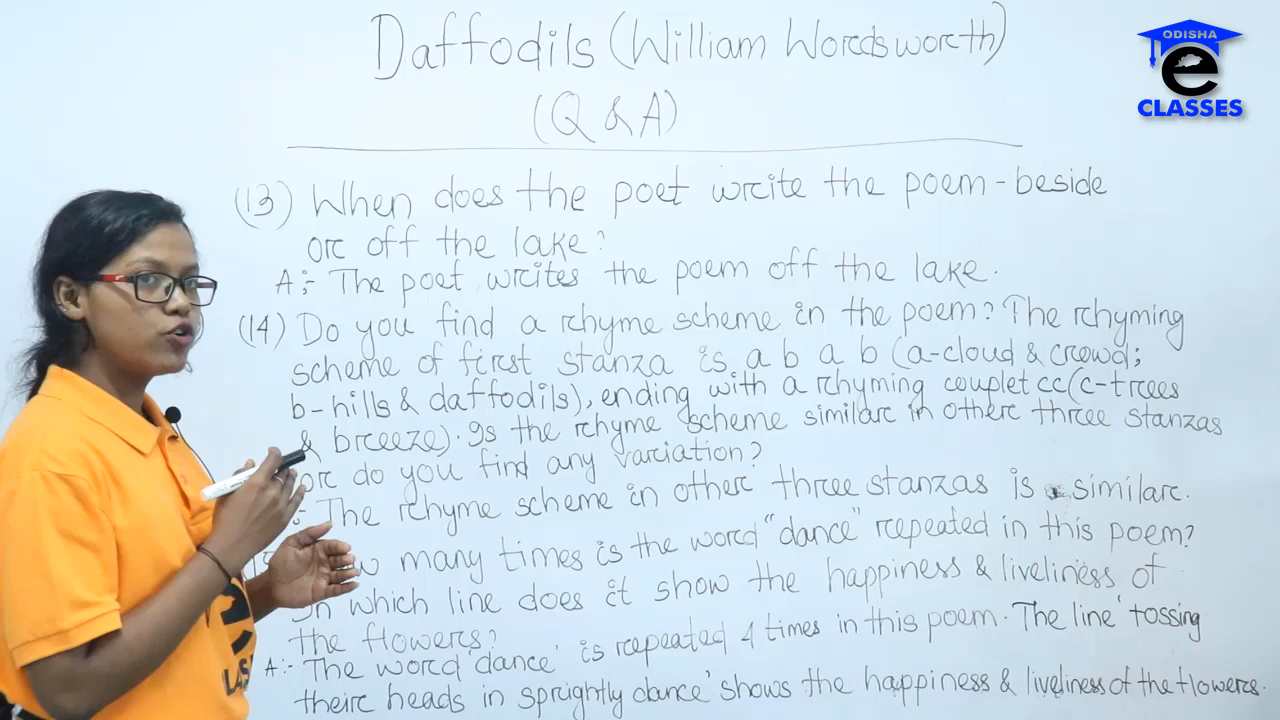 Daffodils (William Wordsworth)
(Q & A)
ODISHA
e
CLASSES
(13) When does the poet write the poem - beside
or off the lake?
A:- The poet writes the poem off the lake.
(14) Do you find a rhyme scheme in the poem? The rhyming
scheme of first stanza is a b a b (a-cloud & crowd;
b-hills & daffodils), ending with a rhyming couplet cc (c-trees
& breeze). Is the rhyme scheme similar in other three stanzas
or do you find any variation?
:- The rhyme scheme in other three stanzas is similar.
many times is the word "dance" repeated in this poem?
In which line does it show the happiness & liveliness of
the flowers?
A:- The word 'dance' is repeated 4 times in this poem. The line 'tossing
their heads in sprightly dance' shows the happiness & liveliness of the flowers.